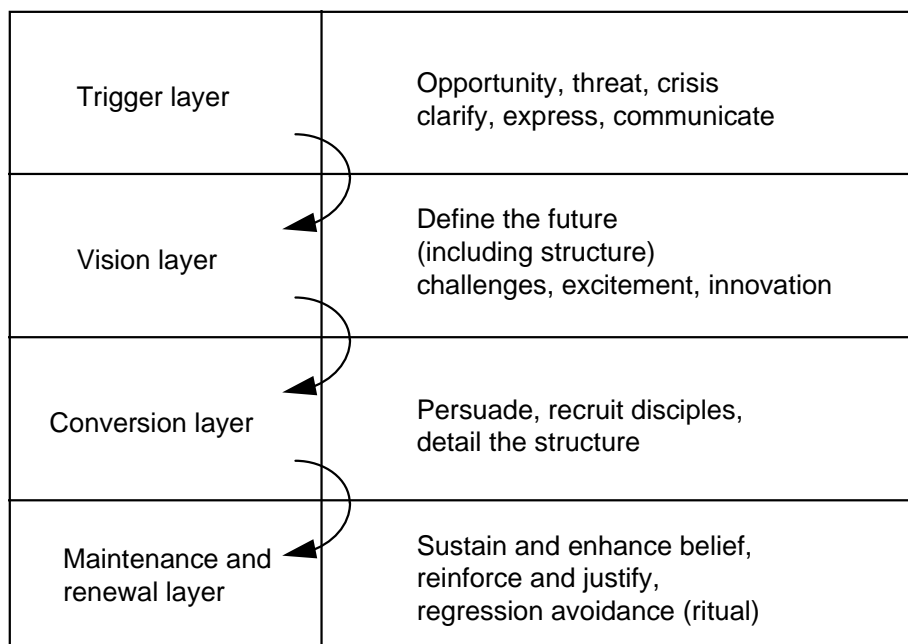 Trigger layer
Opportunity, threat, crisis
clarify, express, communicate
Vision layer
Define the future
(including structure)
challenges, excitement, innovation
Conversion layer
Persuade, recruit disciples,
detail the structure
Maintenance and
renewal layer
Sustain and enhance belief,
reinforce and justify,
regression avoidance (ritual)